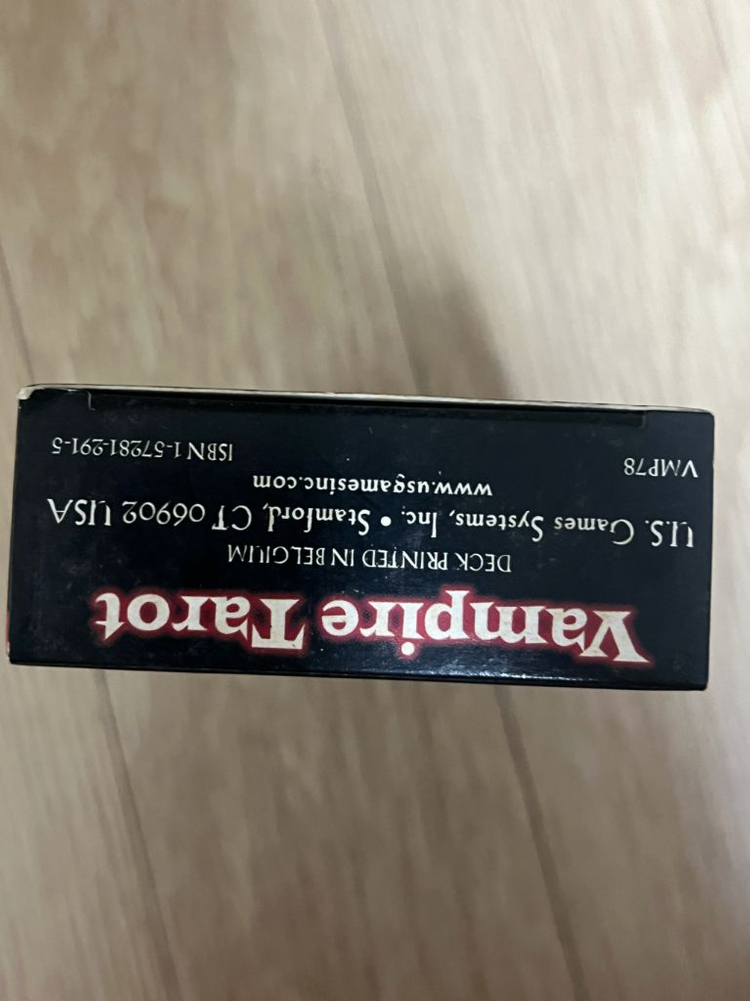 Vampire Tarot
DECK PRINTED IN BELGIUM
U.S. Games Systems, Inc. • Stamford, CT 06902 USA
www.usgamesinc.com
VMP78 ISBN 1-57281-291-5